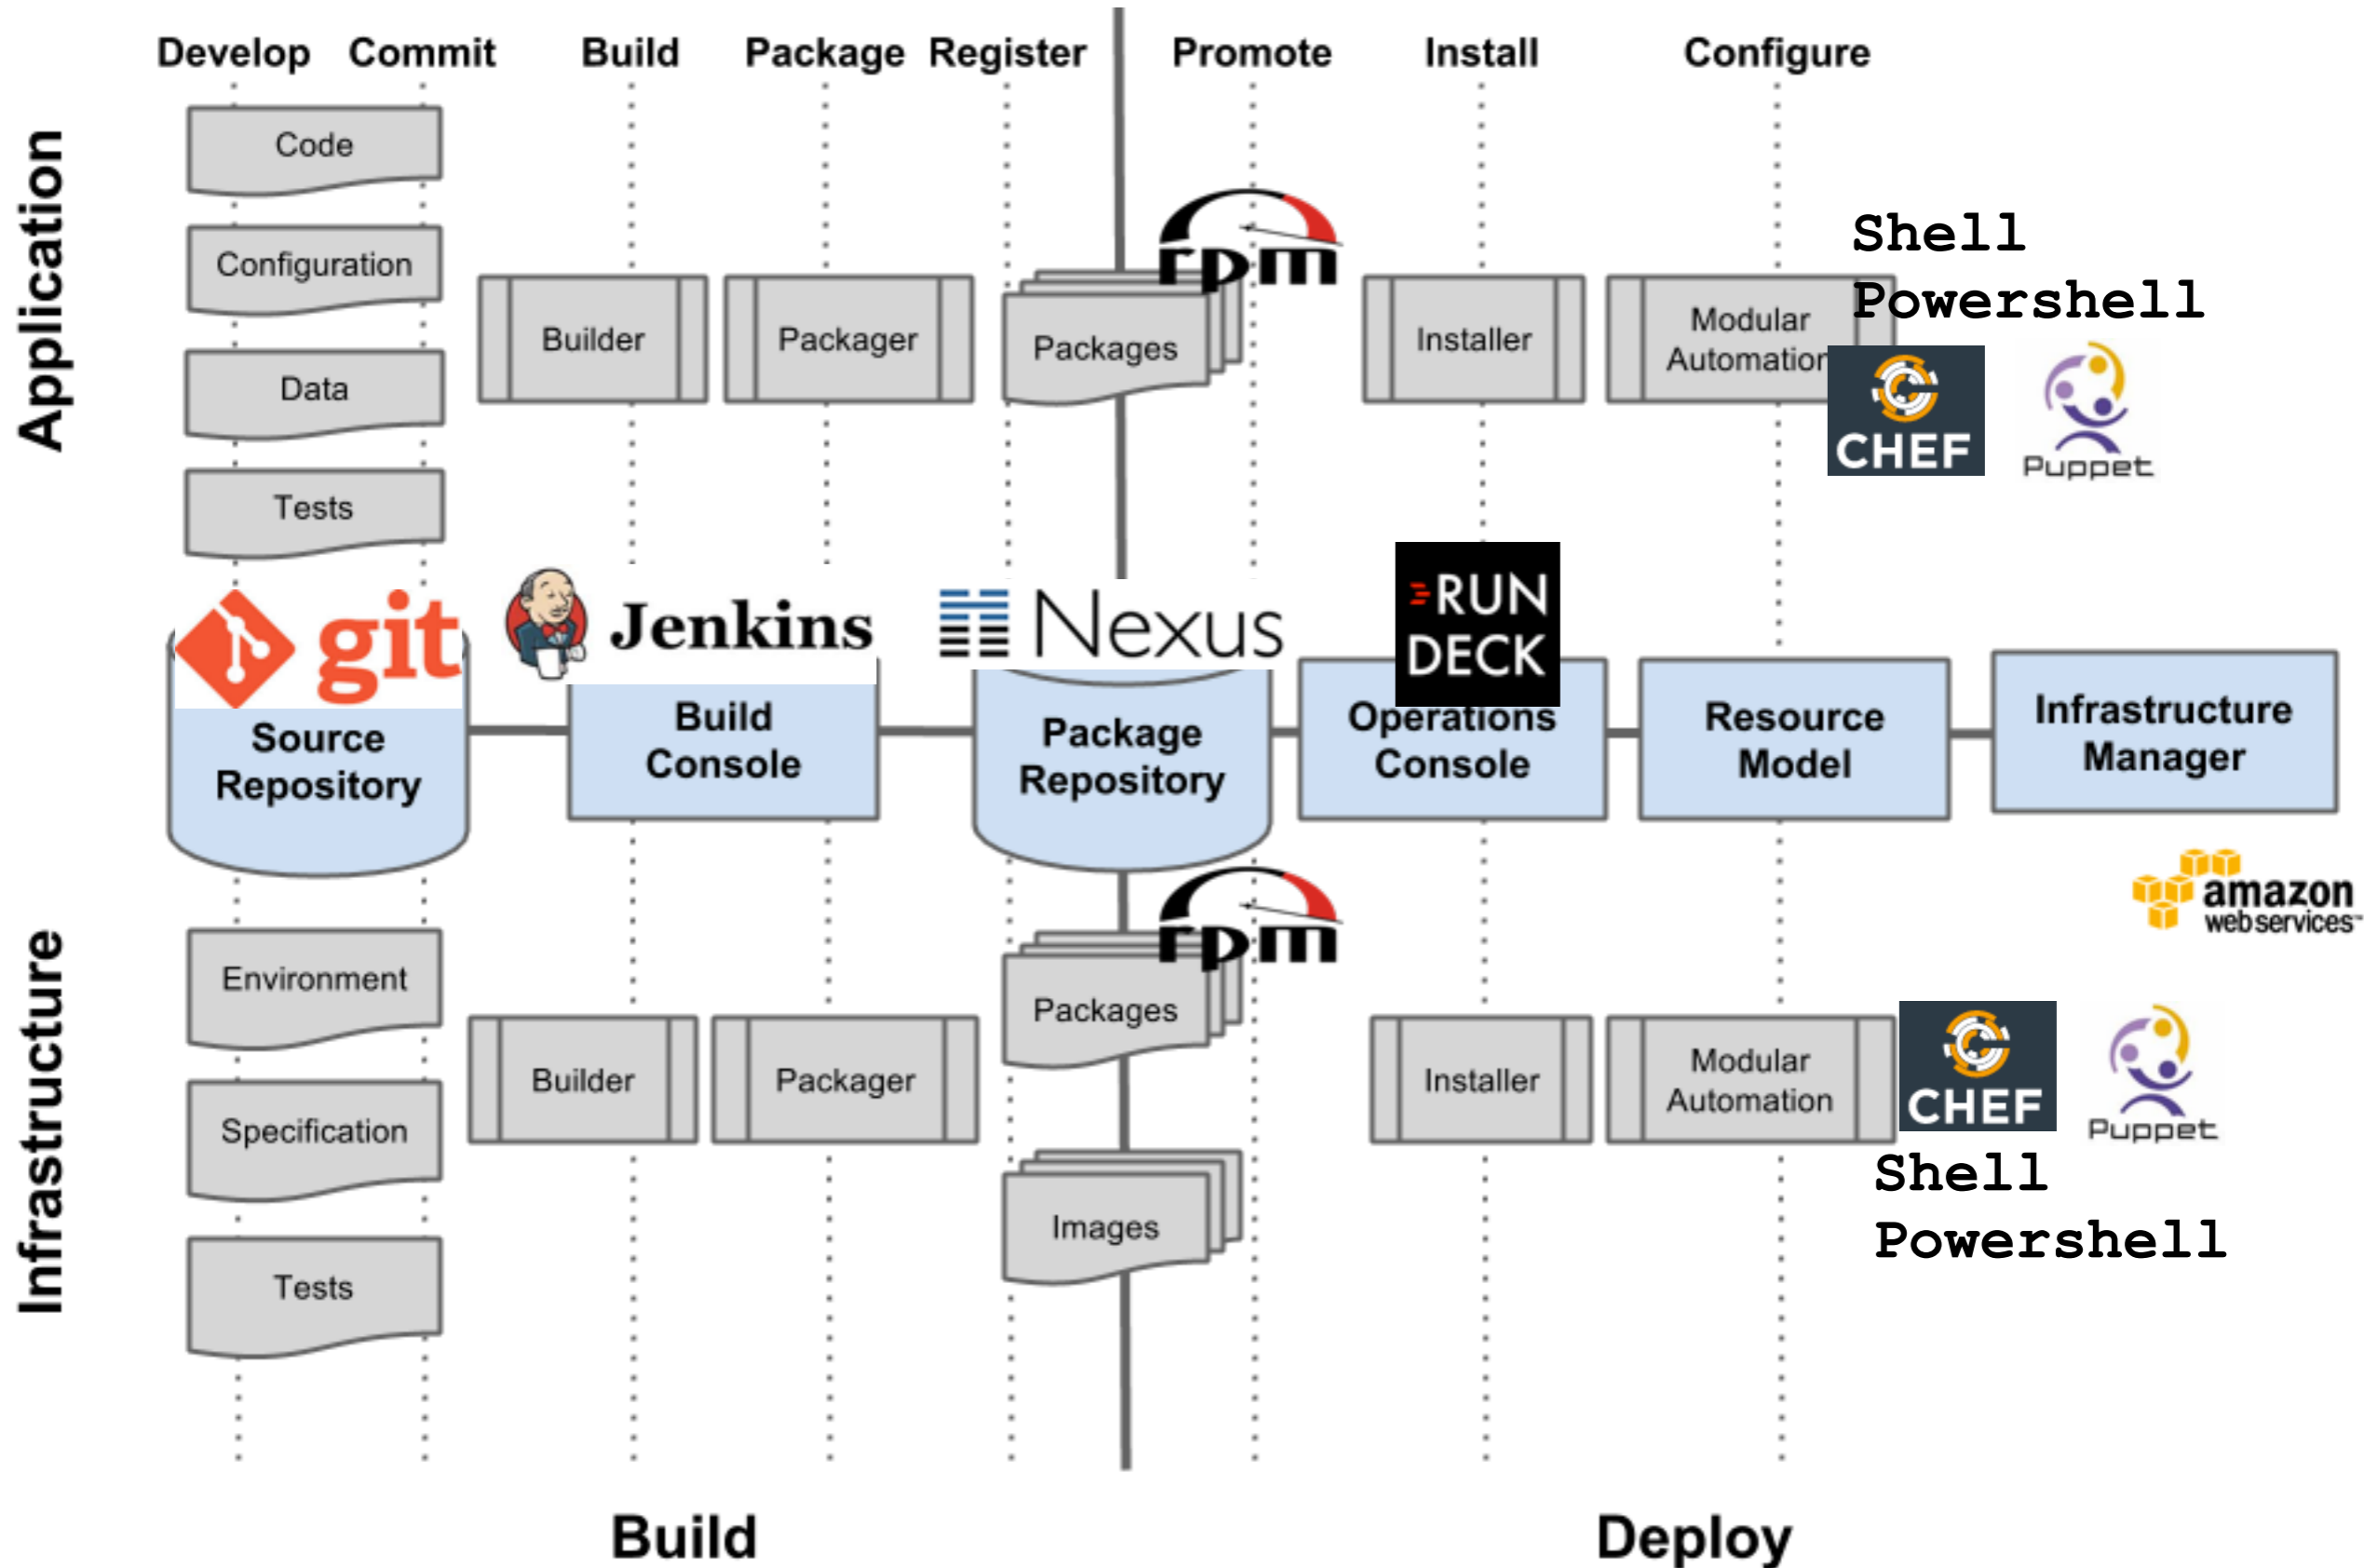 Develop Commit Build Package Register Promote Install Configure
Application
Code
Configuration
Data
Tests
Builder
Packager
Packages
rpm
Installer
Modular
Automation
Shell
Powershell
CHEF
Puppet
git
Jenkins
Nexus
RUN
DECK
Source
Repository
Build
Console
Package
Repository
Operations
Console
Resource
Model
Infrastructure
Manager
amazon
webservices™
Infrastructure
Environment
Specification
Tests
Builder
Packager
rpm
Packages
Images
Installer
Modular
Automation
CHEF
Puppet
Shell
Powershell
Build
Deploy